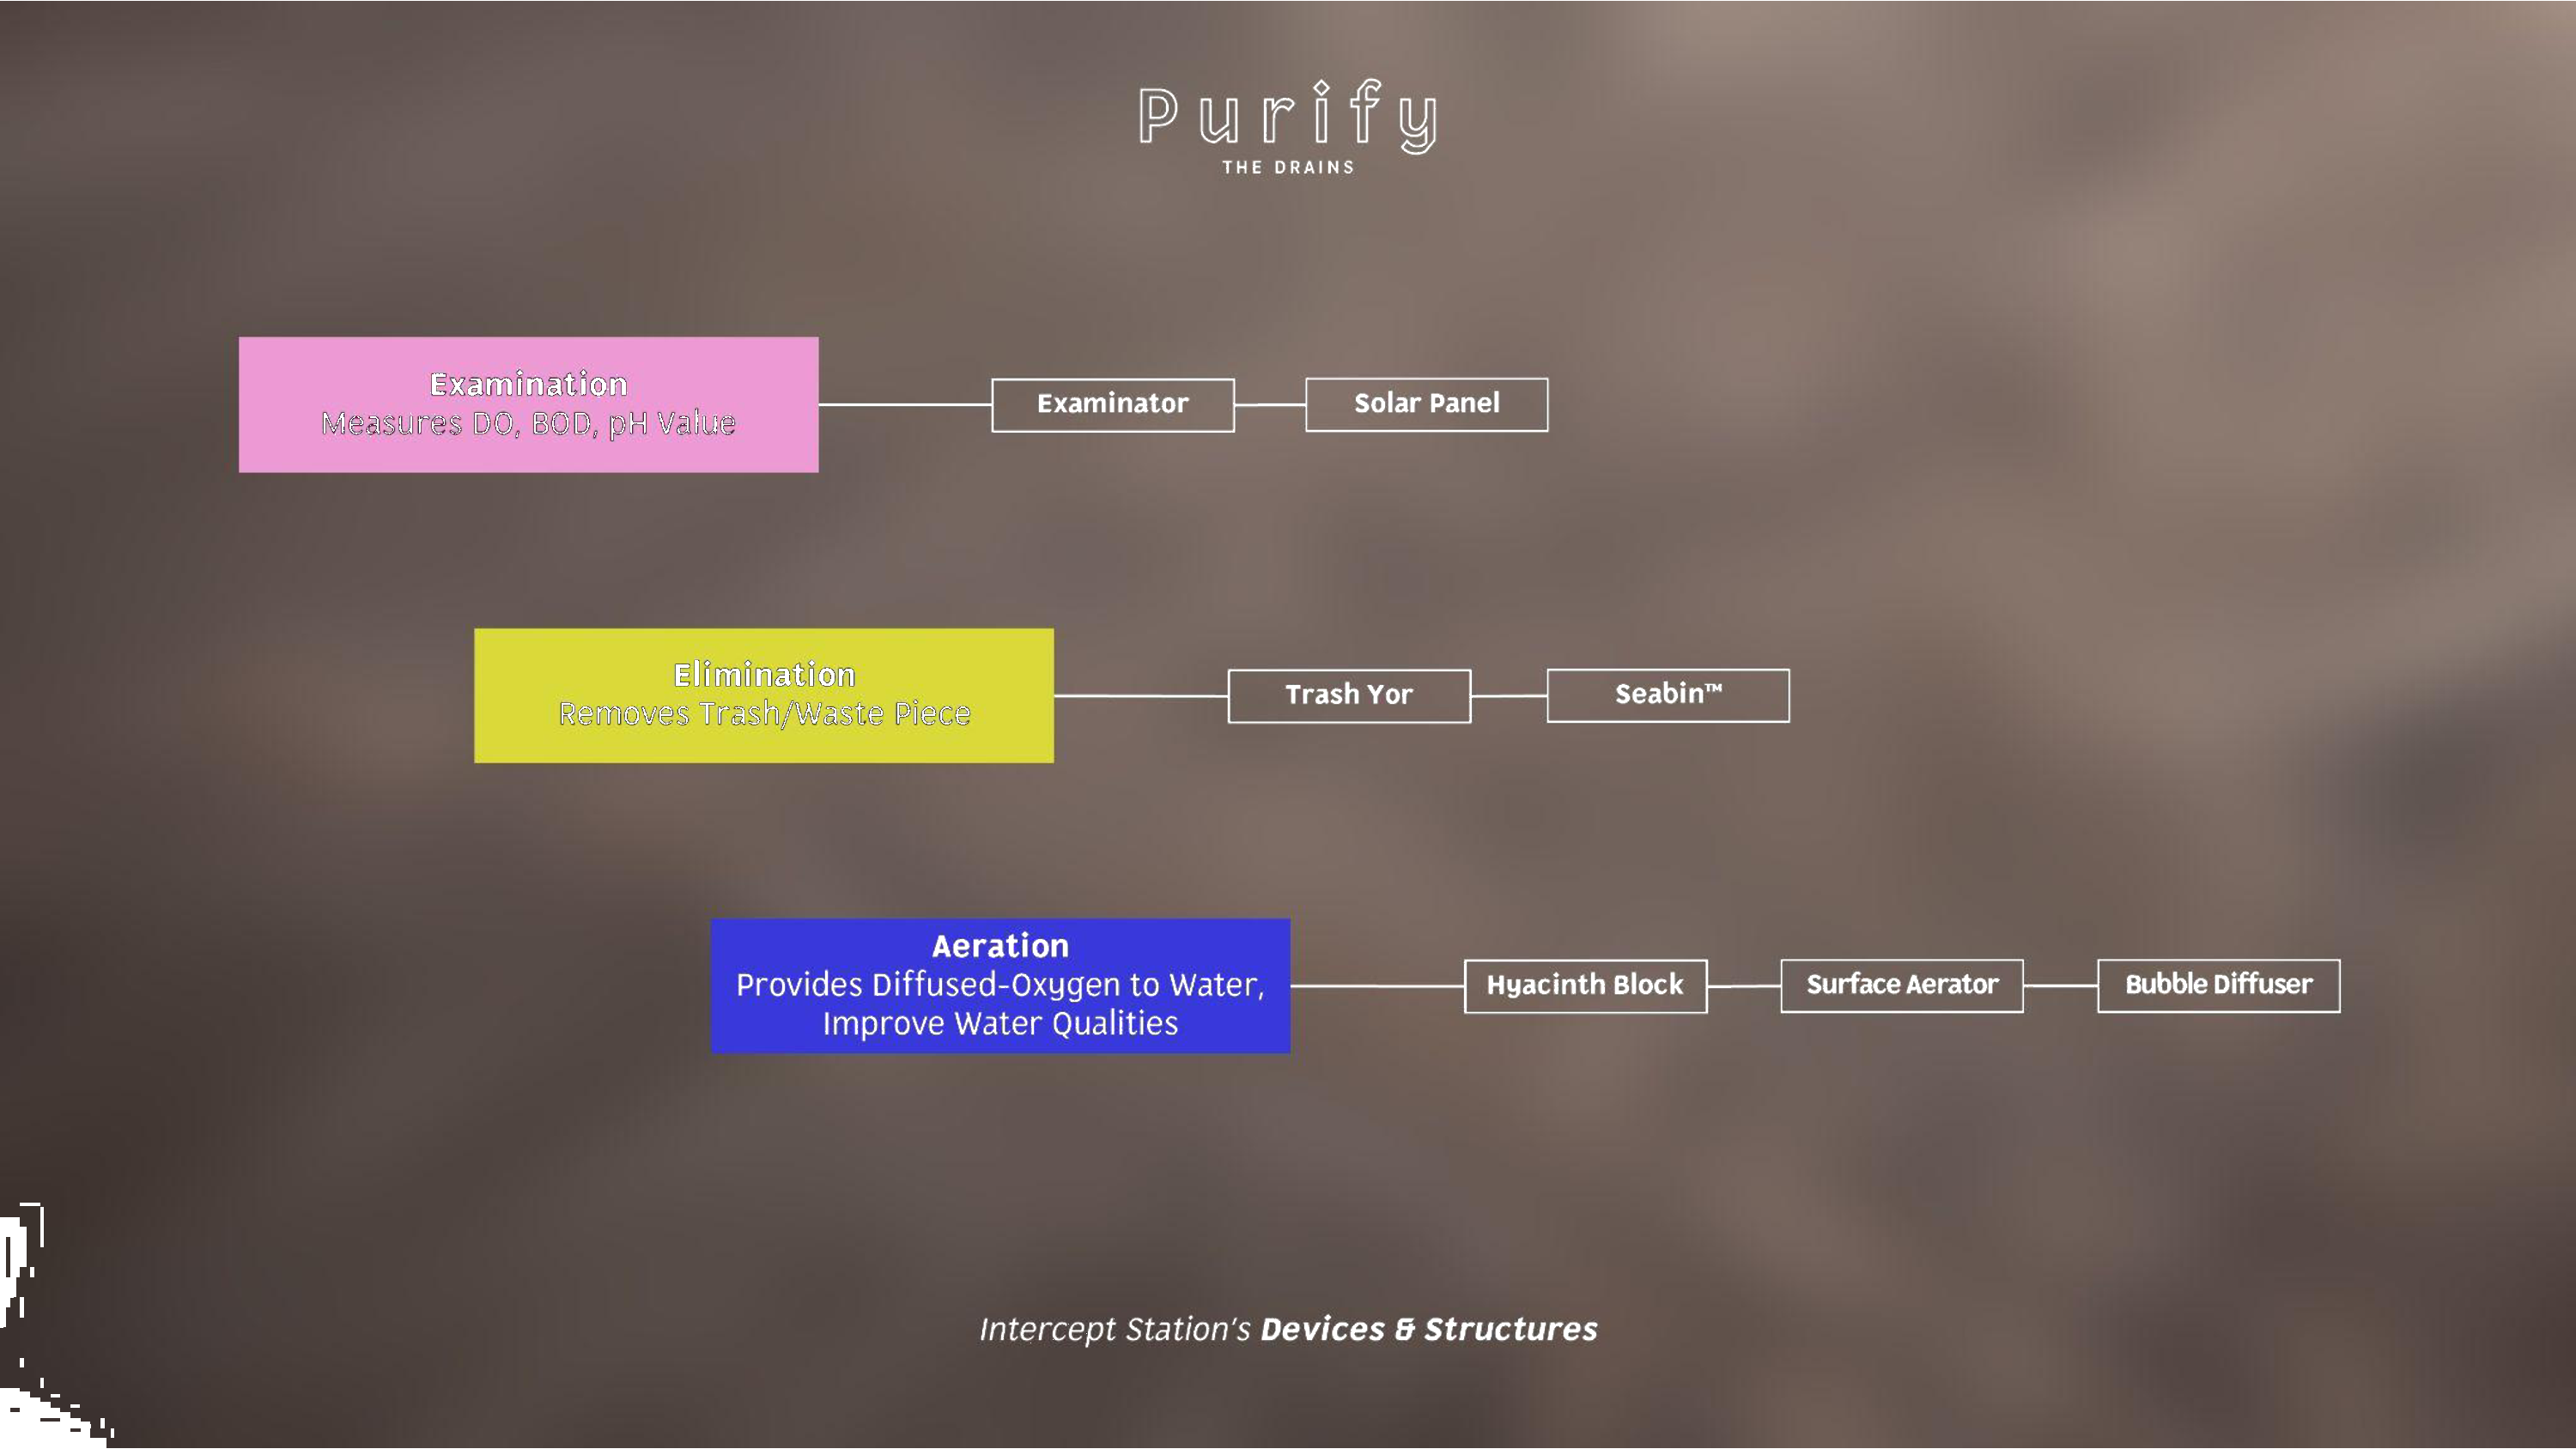 Purify
THE DRAINS
Examination
Measures DO, BOD, pH Value
Examinator
Solar Panel
Elimination
Removes Trash/Waste Piece
Trash Yor
Seabin™
Aeration
Provides Diffused-Oxygen to Water,
Improve Water Qualities
Hyacinth Block
Surface Aerator
Bubble Diffuser
Intercept Station's Devices & Structures